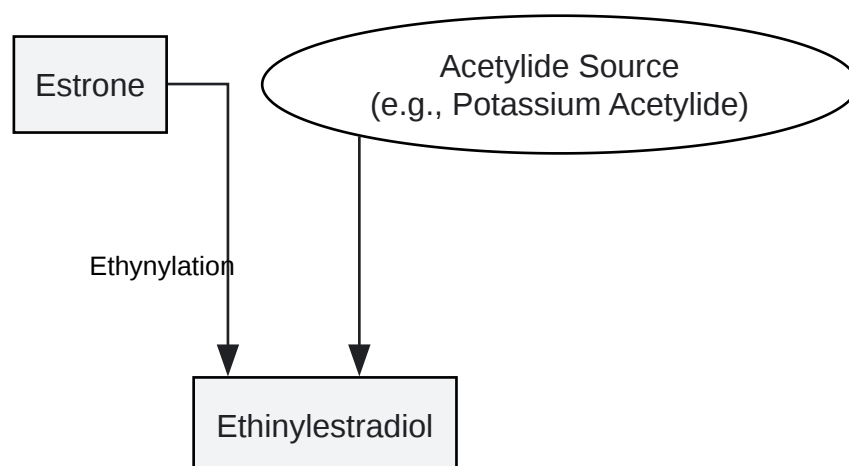 Estrone
Acetylide Source
(e.g., Potassium Acetylide)
Ethynylation
Ethinylestradiol